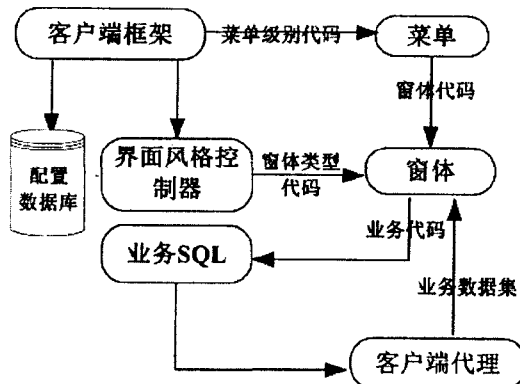 客户端框架
菜单级别代码
菜单
窗体代码
配置
数据库
界面风格控
制器
窗体类型
代码
窗体
业务代码
业务SQL
业务数据集
客户端代理